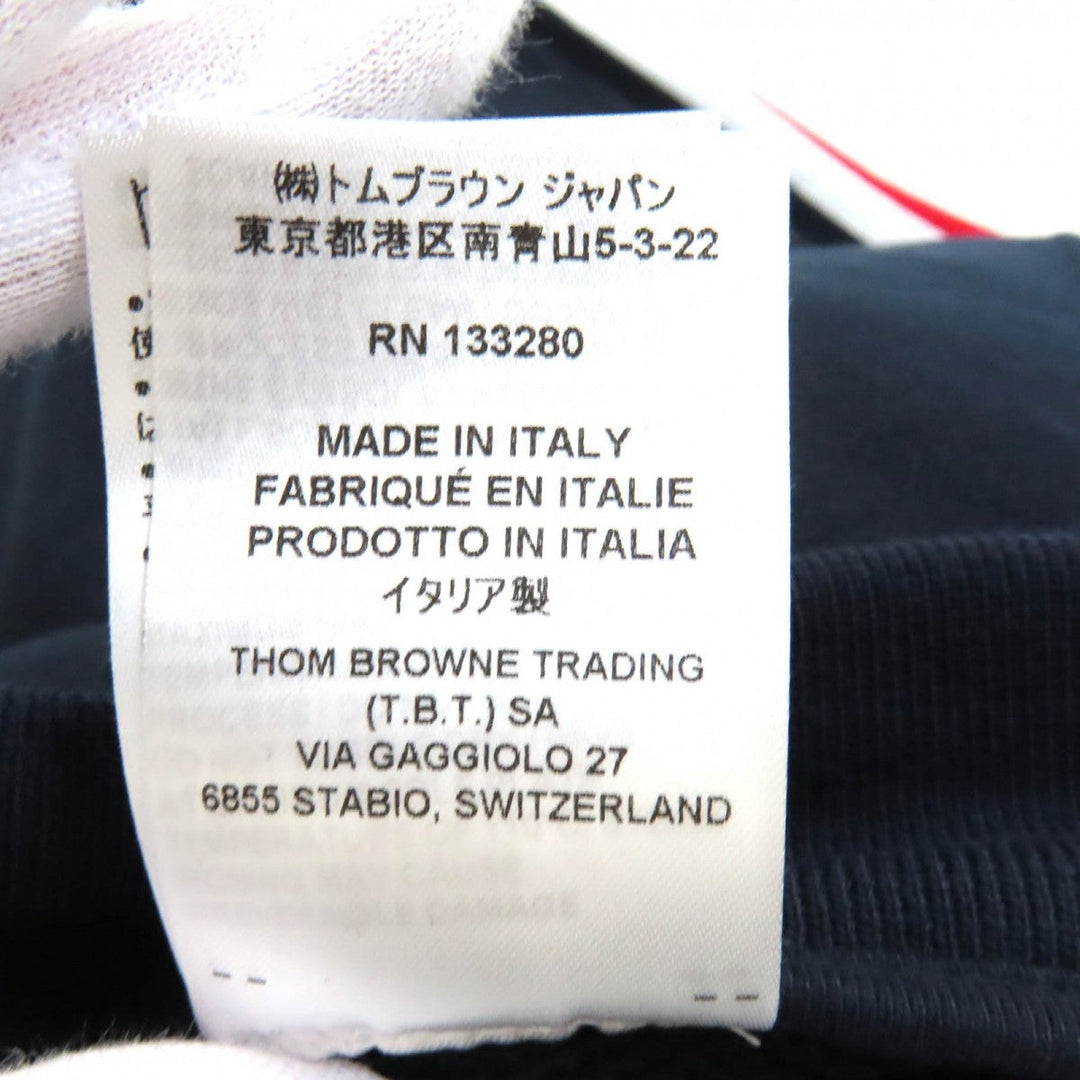 (株)トムブラウン ジャパン
東京都港区南青山5-3-22
RN 133280
MADE IN ITALY
FABRIQUÉ EN ITALIE
PRODOTTO IN ITALIA
イタリア製
THOM BROWNE TRADING
(T.B.T.) SA
VIA GAGGIOLO 27
6855 STABIO, SWITZERLAND